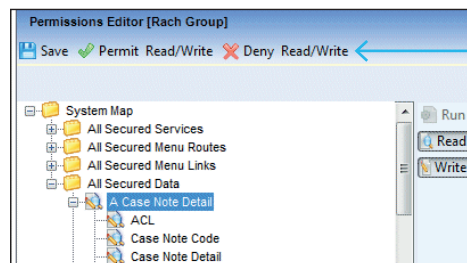 Permissions Editor [Rach Group]
Save Permit Read/Write Deny Read/Write
System Map
All Secured Services
All Secured Menu Routes
All Secured Menu Links
All Secured Data
A Case Note Detail
ACL
Case Note Code
Case Note Detail
Run
Read
Write